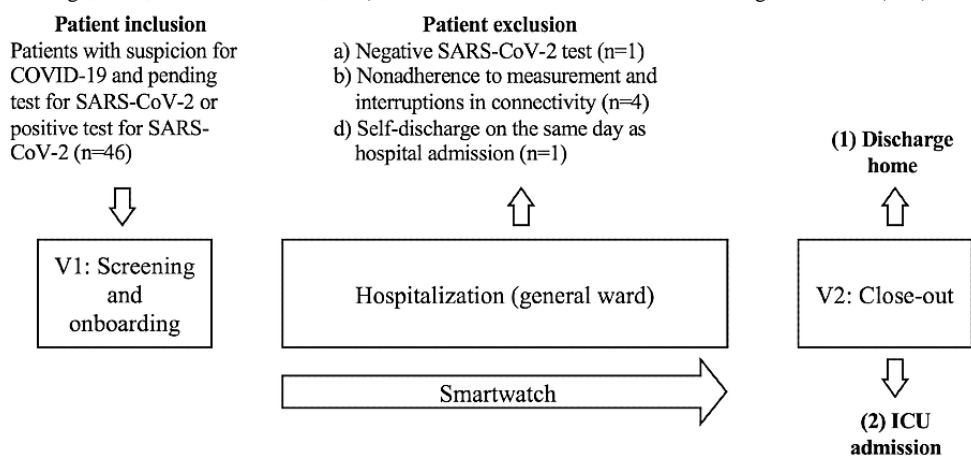 Patient inclusion
Patients with suspicion for
COVID-19 and pending
test for SARS-CoV-2 or
positive test for SARS-
CoV-2 (n=46)
Patient exclusion
a) Negative SARS-CoV-2 test (n=1)
b) Nonadherence to measurement and
interruptions in connectivity (n=4)
d) Self-discharge on the same day as
hospital admission (n=1)
(1) Discharge
home
V1: Screening
and
onboarding
Hospitalization (general ward)
V2: Close-out
Smartwatch
(2) ICU
admission